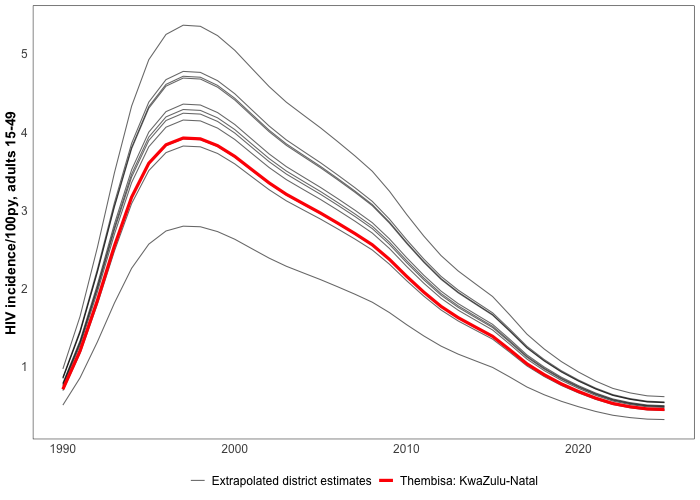 HIV incidence/100py, adults 15-49
5
4
3
2
1
1990 2000 2010 2020
Extrapolated district estimates Thembisa: KwaZulu-Natal